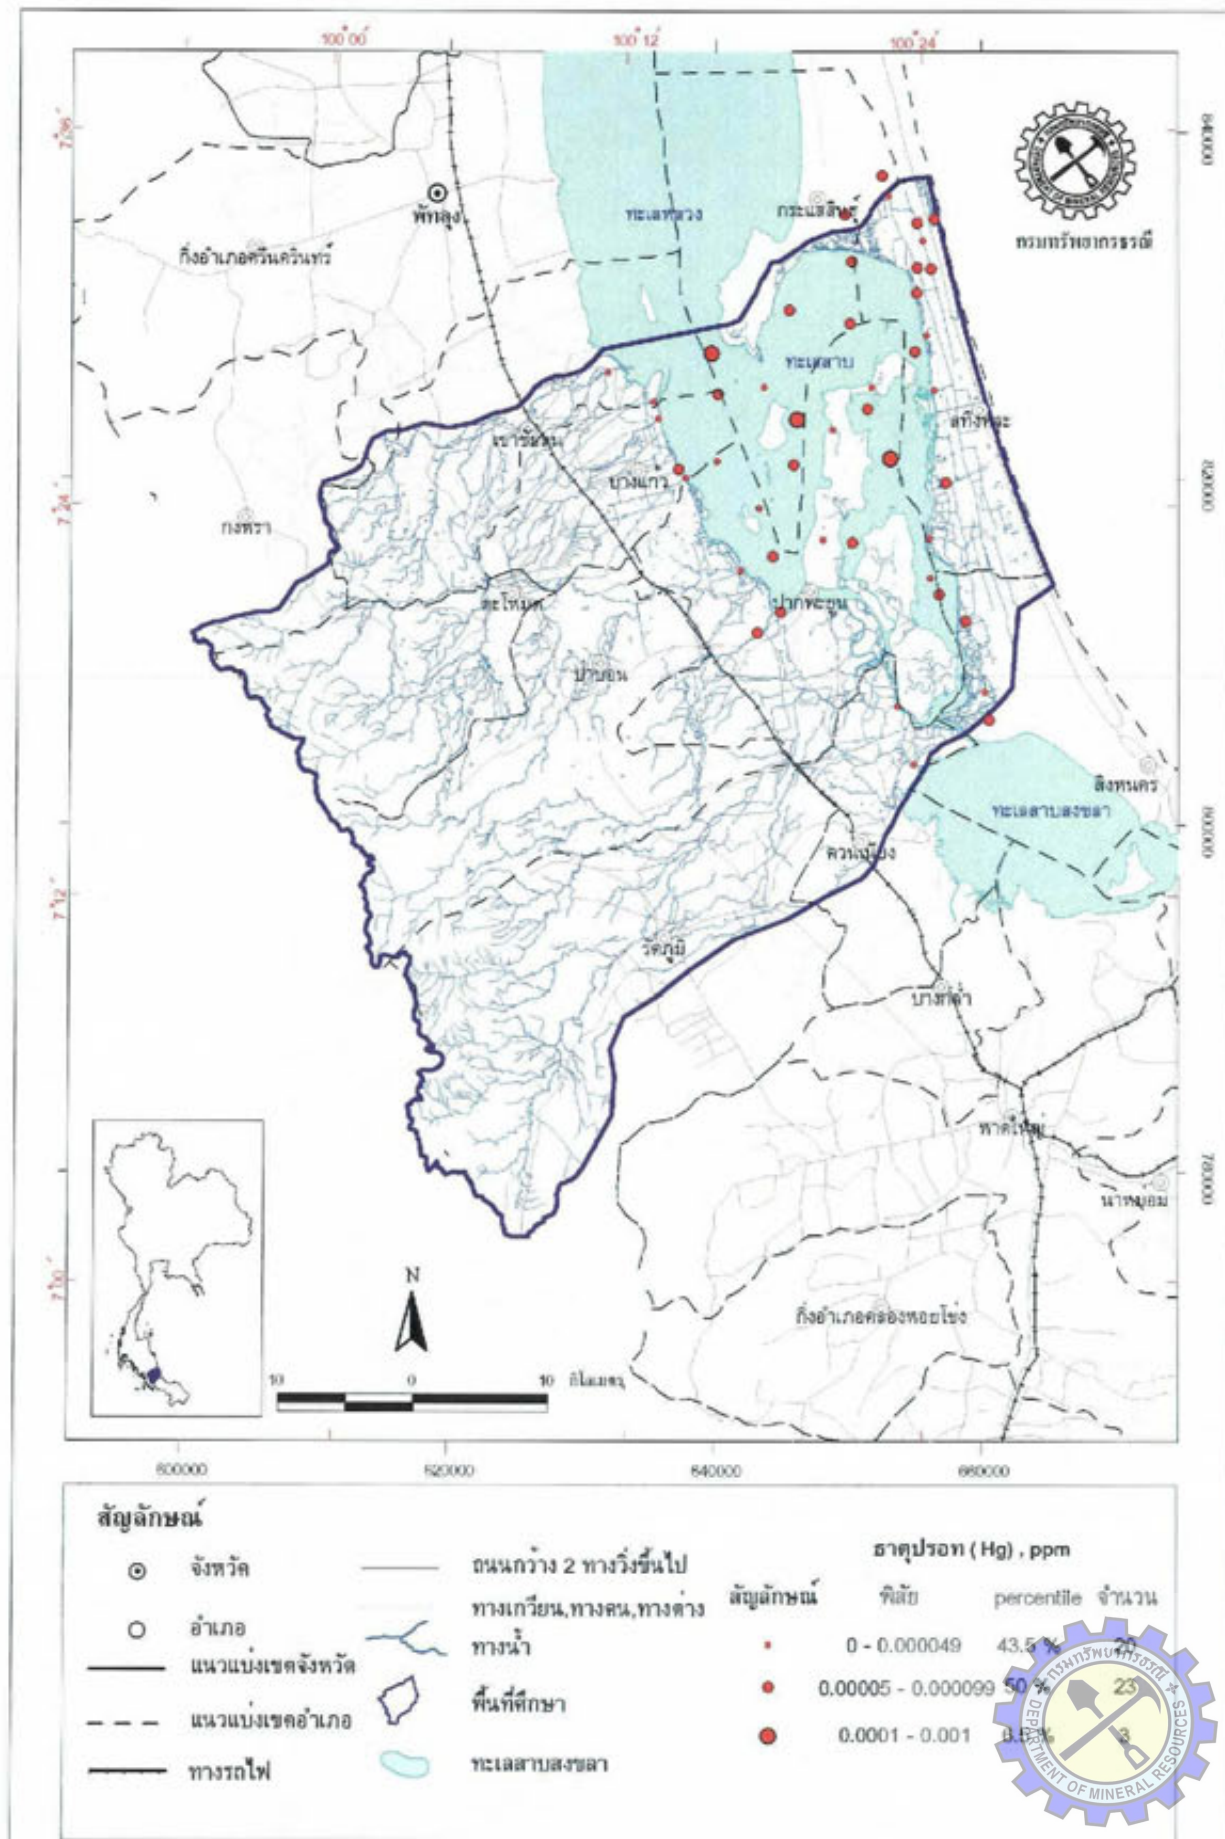 100°00′ 100°12′ 100°24′
7°36′
840000
พัทลุง
ทะเลหลวง
กระแสสินธุ์
กรมทรัพยากรธรณี
กิ่งอำเภอศรีนครินทร์
ทะเลสาบ
สทิงพระ
เขาชัยสน
บางแก้ว
7°24′
820000
กงหรา
ตะโหมด
ปากพะยูน
ป่าบอน
สิงหนคร
ทะเลสาบสงขลา
800000
ควนเนียง
7°12′
รัตภูมิ
บางกล่ำ
หาดใหญ่
780000
นาหม่อม
7°00′
N
กิ่งอำเภอคลองหอยโข่ง
10 0 10 กิโลเมตร
600000 620000 640000 660000
สัญลักษณ์
จังหวัด
อำเภอ
แนวแบ่งเขตจังหวัด
แนวแบ่งเขตอำเภอ
ทางรถไฟ
ถนนกว้าง 2 ทางวิ่งขึ้นไป
ทางเกวียน,ทางคน,ทางต่าง
ทางน้ำ
พื้นที่ศึกษา
ทะเลสาบสงขลา
ธาตุปรอท ( Hg ) , ppm
สัญลักษณ์ พิสัย percentile จำนวน
0 - 0.000049 43.5 % 20
0.00005 - 0.000099 50 % 23
0.0001 - 0.001 6.5 % 3
กรมทรัพยากรธรณี
DEPARTMENT OF MINERAL RESOURCES